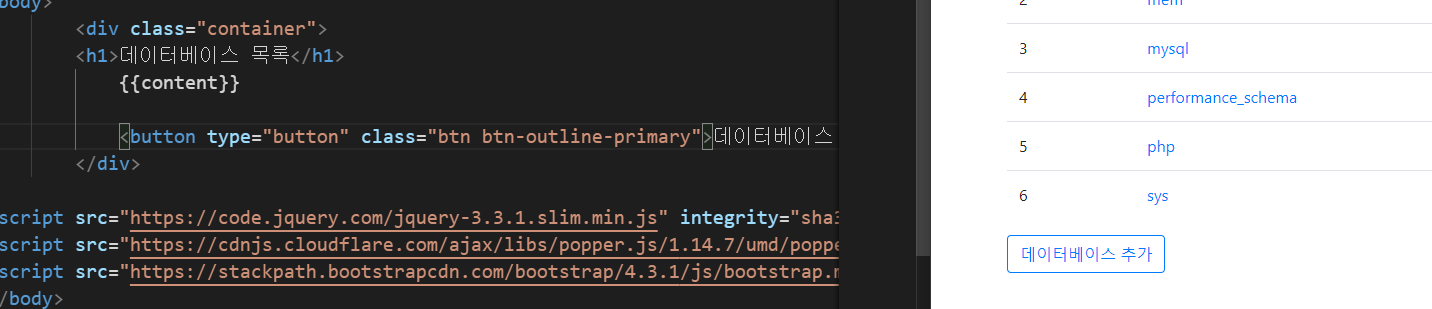 body>
<div class="container">
<h1>데이터베이스 목록</h1>
{{content}}
<button type="button" class="btn btn-outline-primary">데이터베이스
</div>
script src="https://code.jquery.com/jquery-3.3.1.slim.min.js" integrity="sha3
script src="https://cdnjs.cloudflare.com/ajax/libs/popper.js/1.14.7/umd/poppe
script src="https://stackpath.bootstrapcdn.com/bootstrap/4.3.1/js/bootstrap.m
/body>
2 mem
3 mysql
4 performance_schema
5 php
6 sys
데이터베이스 추가